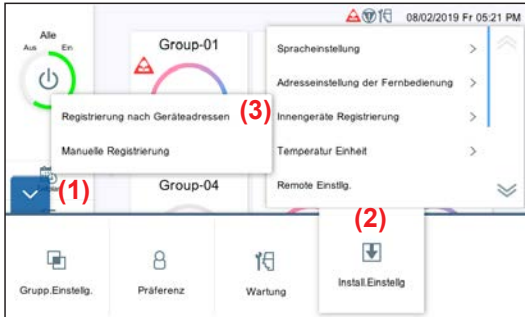 08/02/2019 Fr 05:21 PM
Alle
Aus Ein
Group-01
Spracheinstellung
Adresseinstellung der Fernbedienung
Registrierung nach Geräteadressen
(3)
Innengeräte Registrierung
Manuelle Registrierung
Temperatur Einheit
(1)
Group-04
Remote Einstllg.
(2)
Grupp.Einstellg.
Präferenz
Wartung
Install.Einstellg